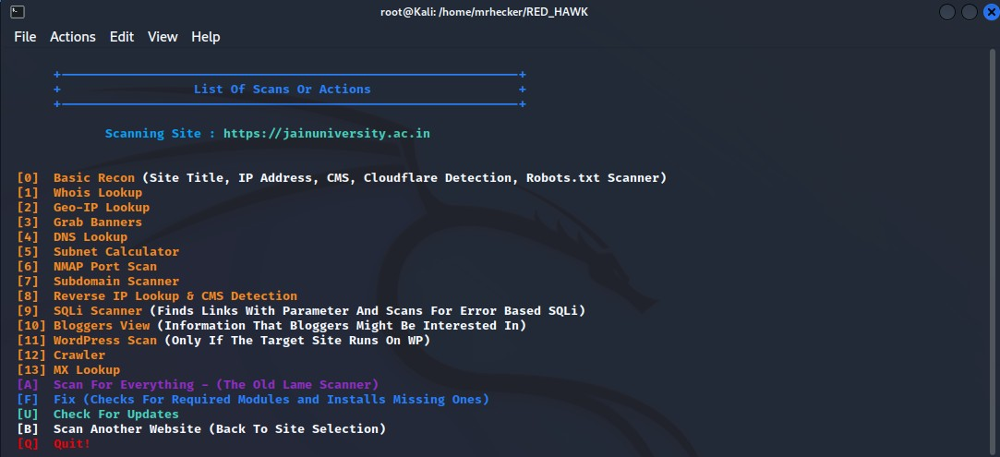 root@Kali: /home/mrhecker/RED_HAWK
File Actions Edit View Help
List Of Scans Or Actions
Scanning Site : https://jainuniversity.ac.in
[0] Basic Recon (Site Title, IP Address, CMS, Cloudflare Detection, Robots.txt Scanner)
[1] Whois Lookup
[2] Geo-IP Lookup
[3] Grab Banners
[4] DNS Lookup
[5] Subnet Calculator
[6] NMAP Port Scan
[7] Subdomain Scanner
[8] Reverse IP Lookup & CMS Detection
[9] SQLi Scanner (Finds Links With Parameter And Scans For Error Based SQLi)
[10] Bloggers View (Information That Bloggers Might Be Interested In)
[11] WordPress Scan (Only If The Target Site Runs On WP)
[12] Crawler
[13] MX Lookup
[A] Scan For Everything - (The Old Lame Scanner)
[F] Fix (Checks For Required Modules and Installs Missing Ones)
[U] Check For Updates
[B] Scan Another Website (Back To Site Selection)
[Q] Quit!